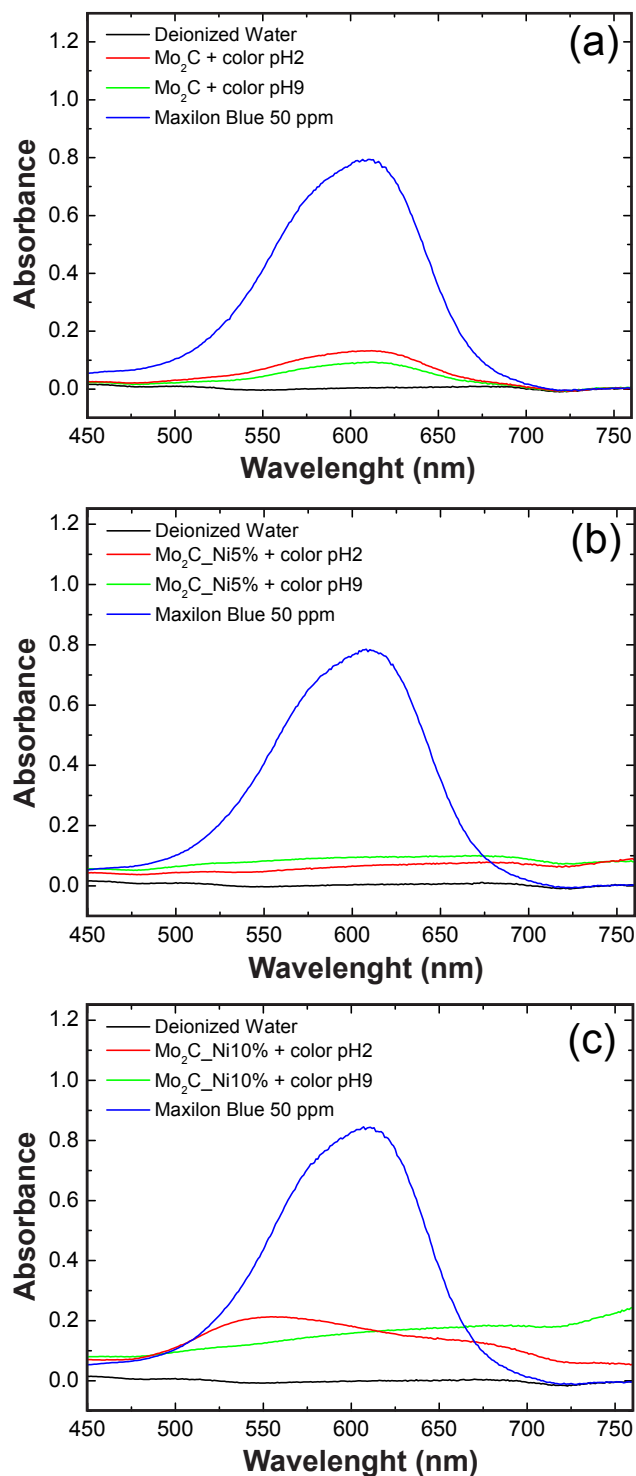 (a)
Deionized Water
Mo₂C + color pH2
Mo₂C + color pH9
Maxilon Blue 50 ppm
1.2
1.0
0.8
0.6
0.4
0.2
0.0
Absorbance
450 500 550 600 650 700 750
Wavelenght (nm)
(b)
Deionized Water
Mo₂C_Ni5% + color pH2
Mo₂C_Ni5% + color pH9
Maxilon Blue 50 ppm
1.2
1.0
0.8
0.6
0.4
0.2
0.0
Absorbance
450 500 550 600 650 700 750
Wavelenght (nm)
(c)
Deionized Water
Mo₂C_Ni10% + color pH2
Mo₂C_Ni10% + color pH9
Maxilon Blue 50 ppm
1.2
1.0
0.8
0.6
0.4
0.2
0.0
Absorbance
450 500 550 600 650 700 750
Wavelenght (nm)